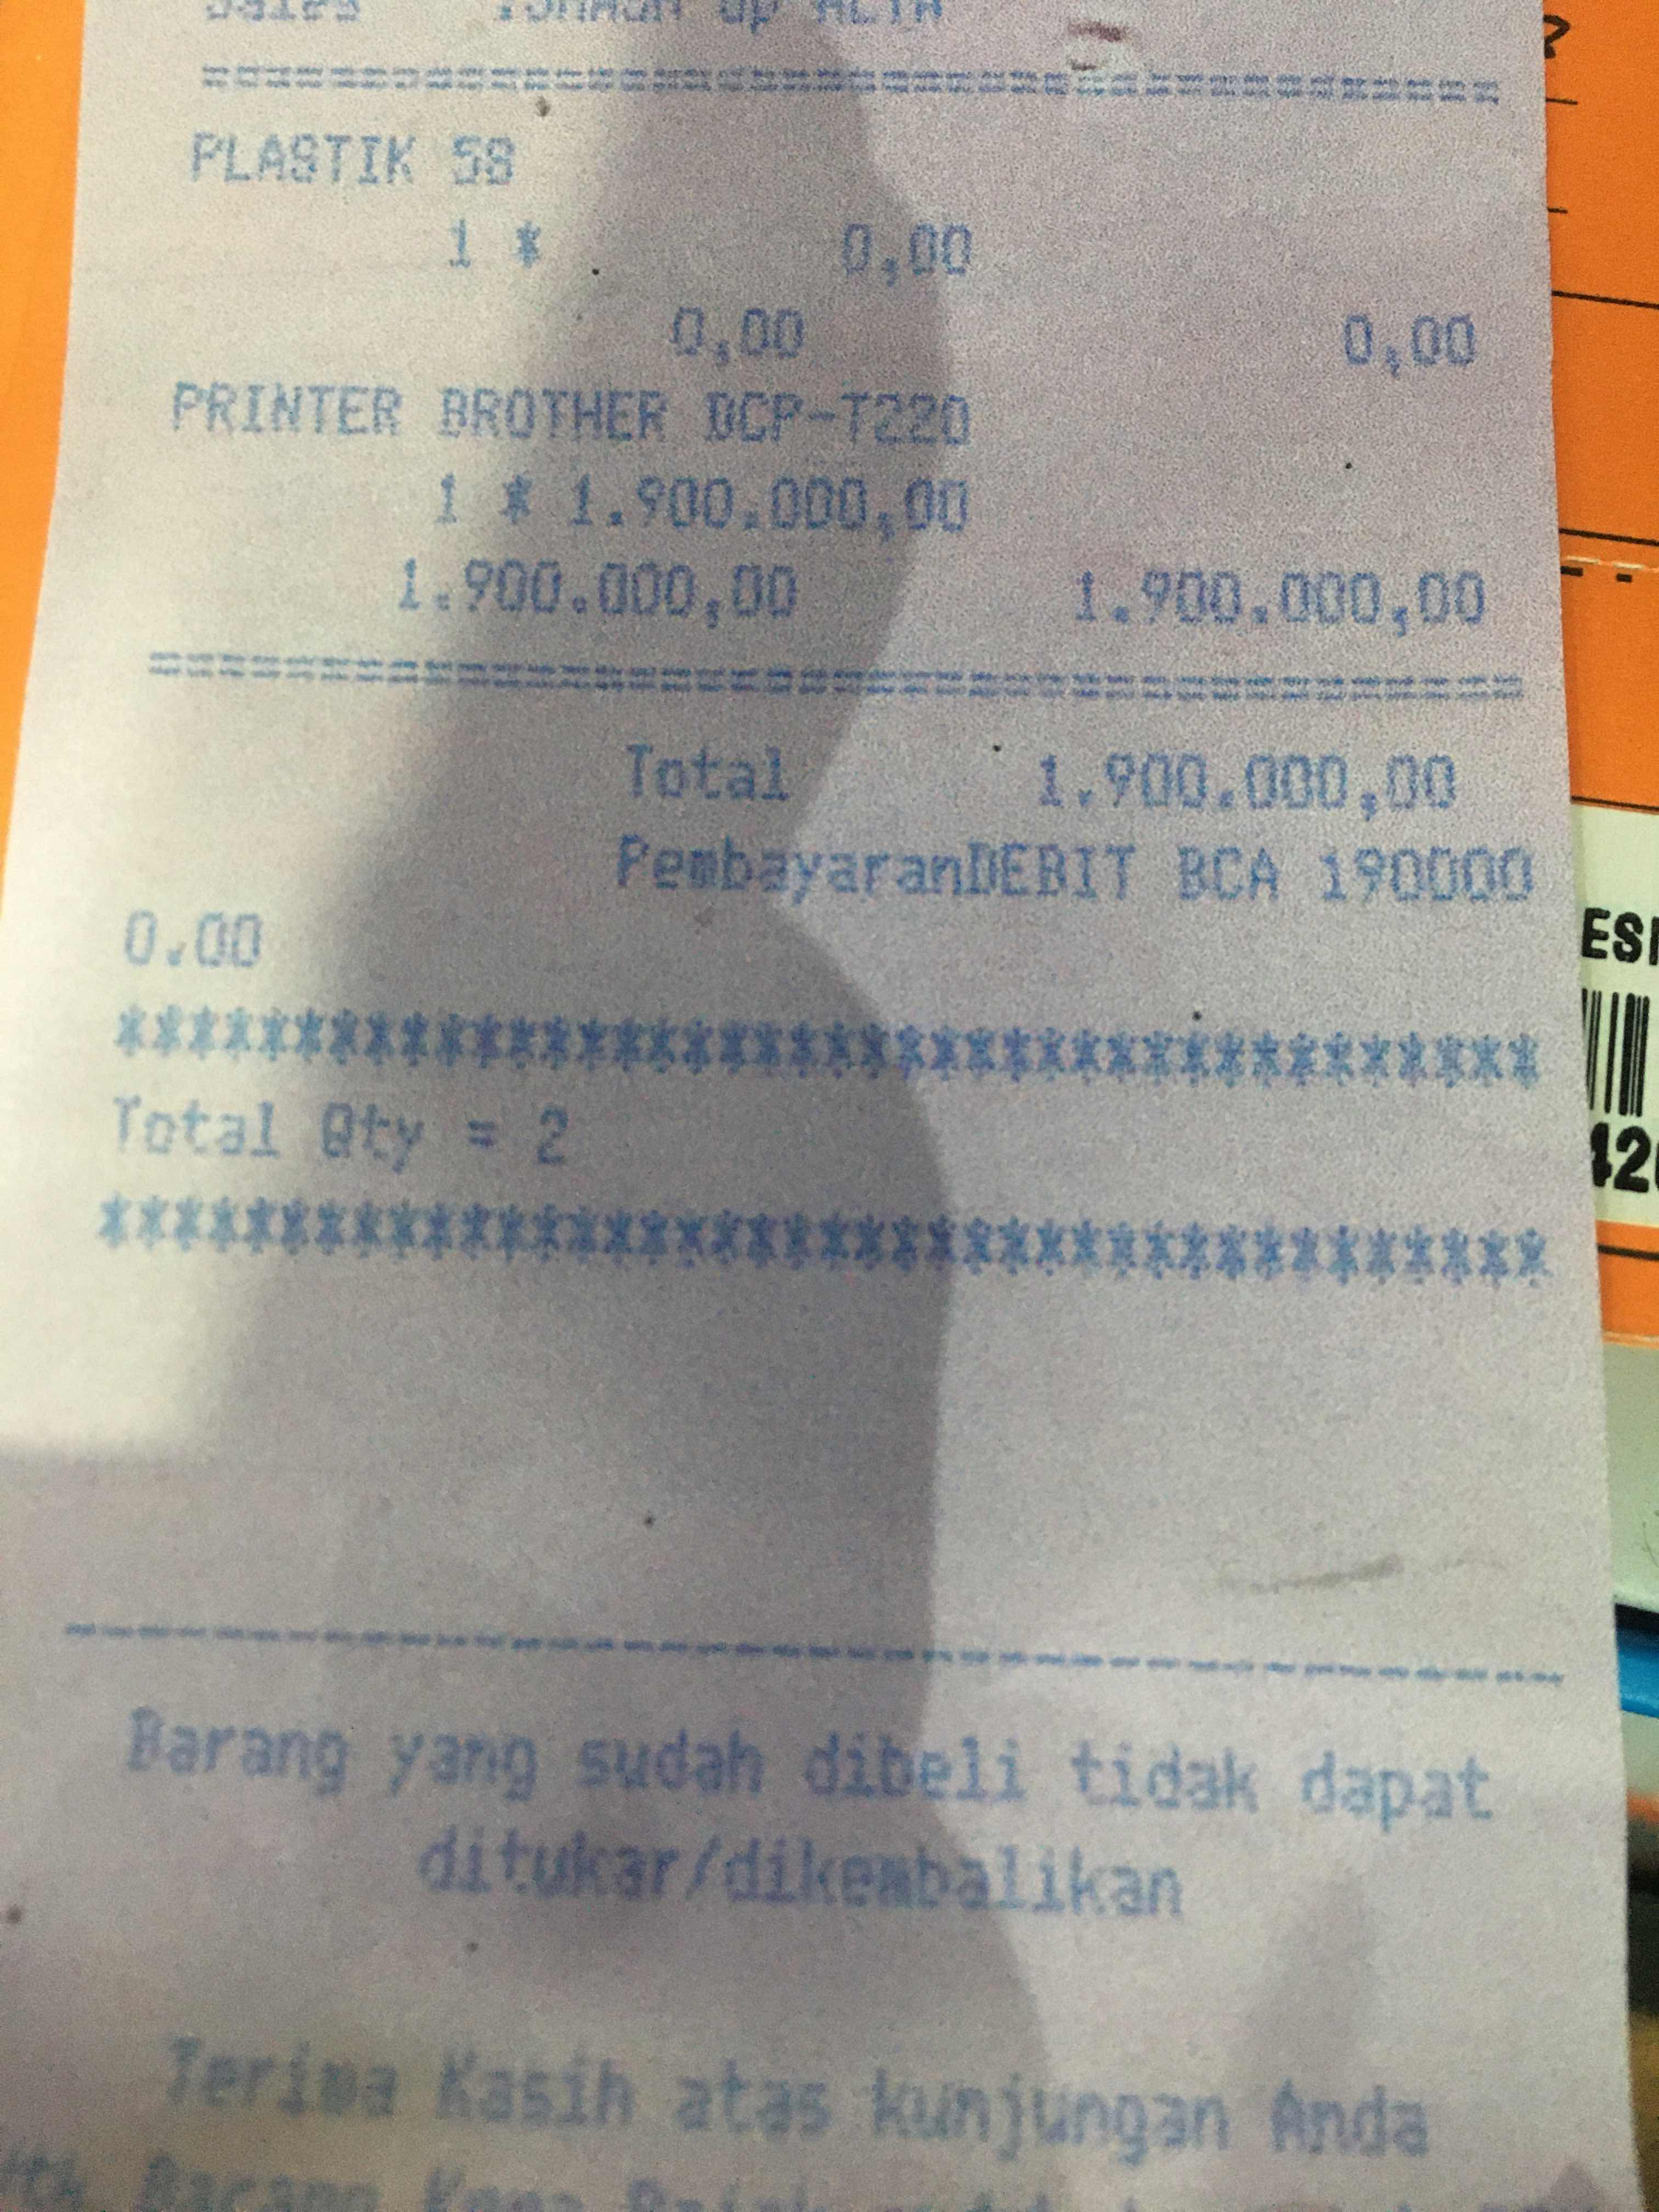 Sales
====================================
PLASTIK 58
1 * 0,00
0,00 0,00
PRINTER BROTHER DCP-T220
1 * 1.900.000,00
1.900.000,00 1.900.000,00
====================================
Total 1.900.000,00
PembayaranDEBIT BCA 190000
0.00
****************************************
Total Qty = 2
****************************************
----------------------------------------
Barang yang sudah dibeli tidak dapat
ditukar/dikembalikan
Terima Kasih atas kunjungan Anda